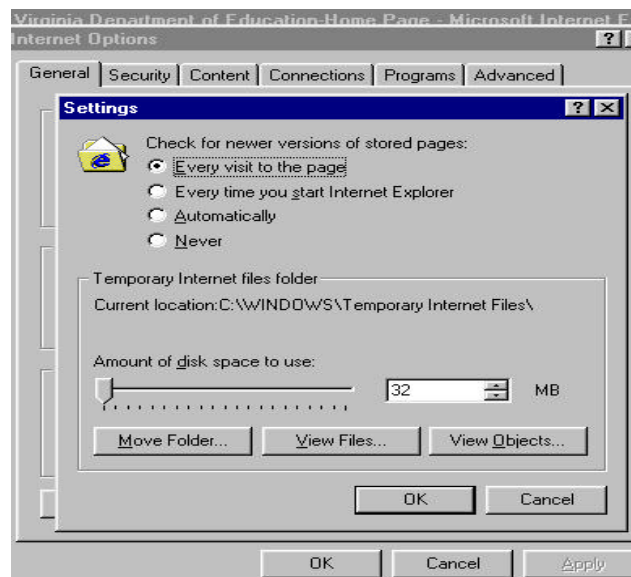 Virginia Department of Education-Home Page - Microsoft Internet E
Internet Options
General Security Content Connections Programs Advanced
Settings
Check for newer versions of stored pages:
Every visit to the page
Every time you start Internet Explorer
Automatically
Never
Temporary Internet files folder
Current location:C:\WINDOWS\Temporary Internet Files\
Amount of disk space to use:
32 MB
Move Folder... View Files... View Objects...
OK Cancel
OK Cancel Apply